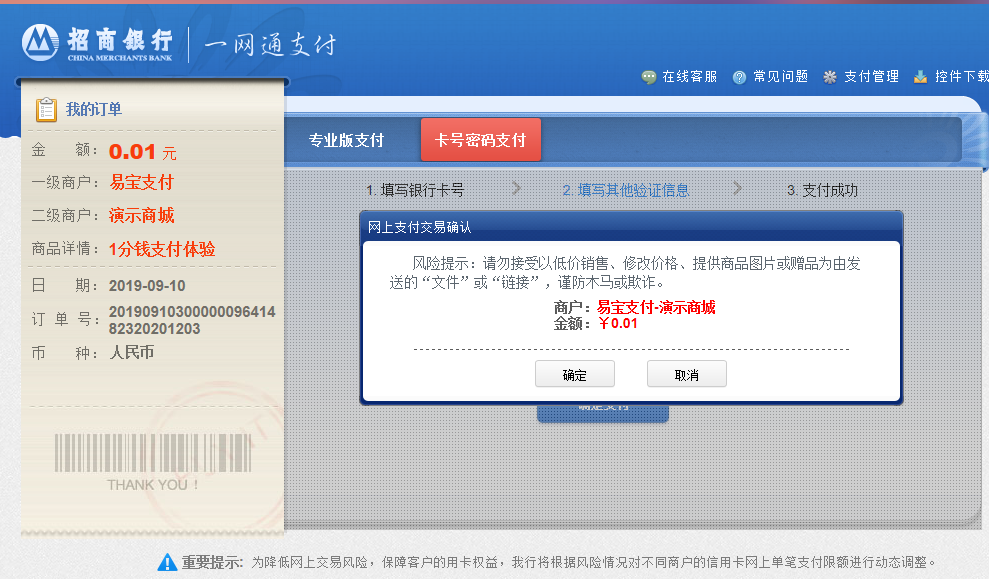 招商银行
CHINA MERCHANTS BANK
一网通支付
在线客服 常见问题 支付管理 控件下载
我的订单
金 额： 0.01 元
一级商户： 易宝支付
二级商户： 演示商城
商品详情： 1分钱支付体验
日 期： 2019-09-10
订 单 号： 20190910300000096414
82320201203
币 种： 人民币
THANK YOU！
专业版支付 卡号密码支付
1. 填写银行卡号 2. 填写其他验证信息 3. 支付成功
网上支付交易确认
风险提示：请勿接受以低价销售、修改价格、提供商品图片或赠品为由发
送的“文件”或“链接”，谨防木马或欺诈。
商户：易宝支付-演示商城
金额：￥0.01
确定 取消
确定支付
重要提示：为降低网上交易风险，保障客户的用卡权益，我行将根据风险情况对不同商户的信用卡网上单笔支付限额进行动态调整。